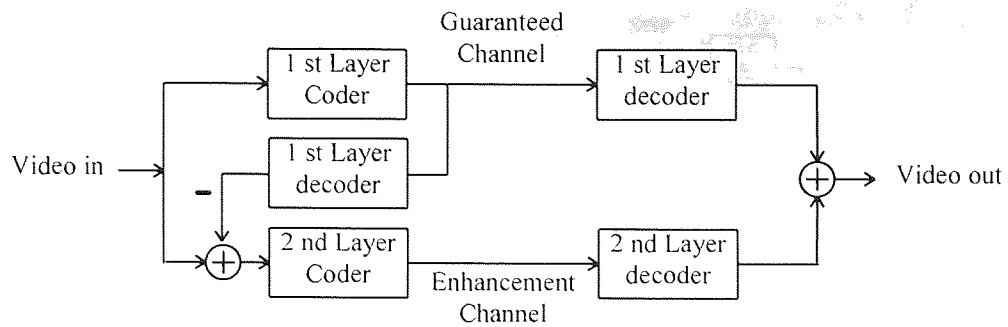 Guaranteed
Channel
1 st Layer
Coder
1 st Layer
decoder
Video in
1 st Layer
decoder
−
+
Video out
+
2 nd Layer
Coder
2 nd Layer
decoder
Enhancement
Channel